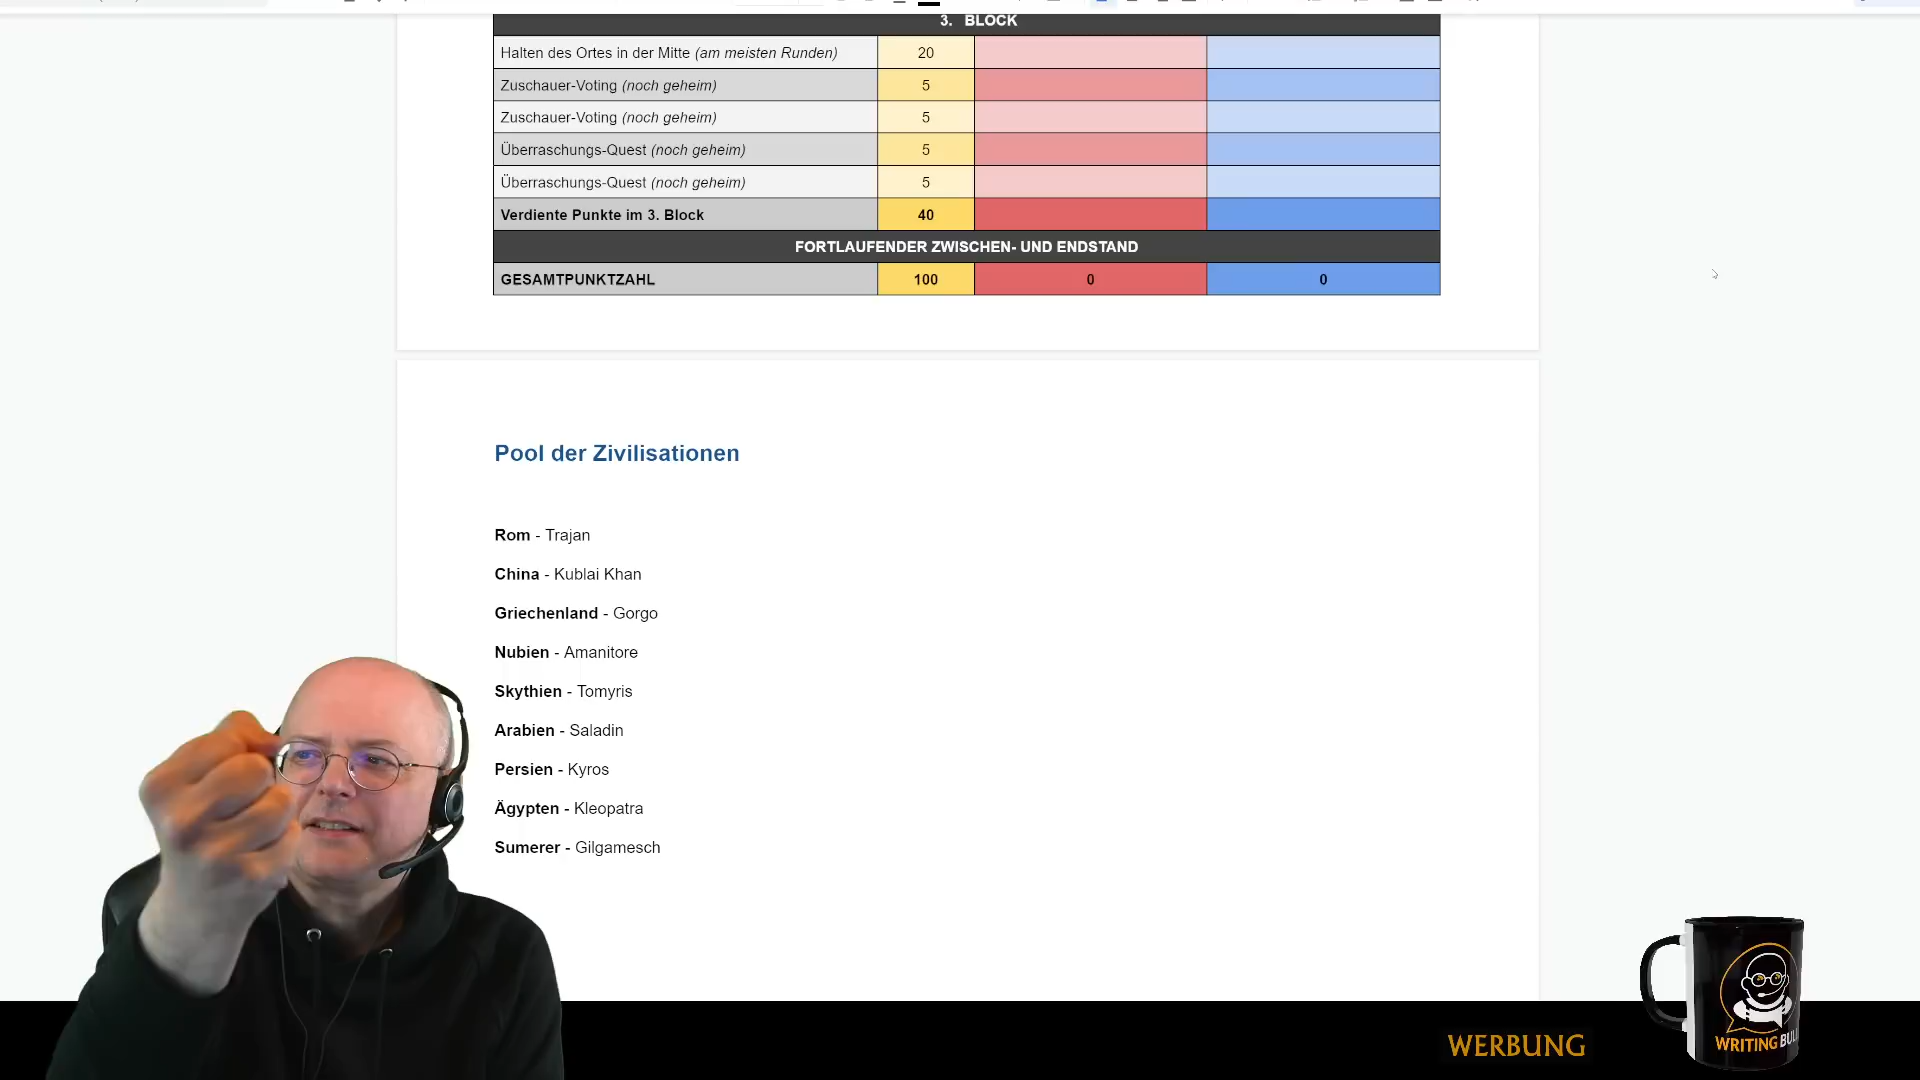 3. BLOCK
Halten des Ortes in der Mitte (am meisten Runden) 20
Zuschauer-Voting (noch geheim) 5
Zuschauer-Voting (noch geheim) 5
Überraschungs-Quest (noch geheim) 5
Überraschungs-Quest (noch geheim) 5
Verdiente Punkte im 3. Block 40
FORTLAUFENDER ZWISCHEN- UND ENDSTAND
GESAMTPUNKTZAHL 100 0 0
Pool der Zivilisationen
Rom - Trajan
China - Kublai Khan
Griechenland - Gorgo
Nubien - Amanitore
Skythien - Tomyris
Arabien - Saladin
Persien - Kyros
Ägypten - Kleopatra
Sumerer - Gilgamesch
WERBUNG
WRITING BUL